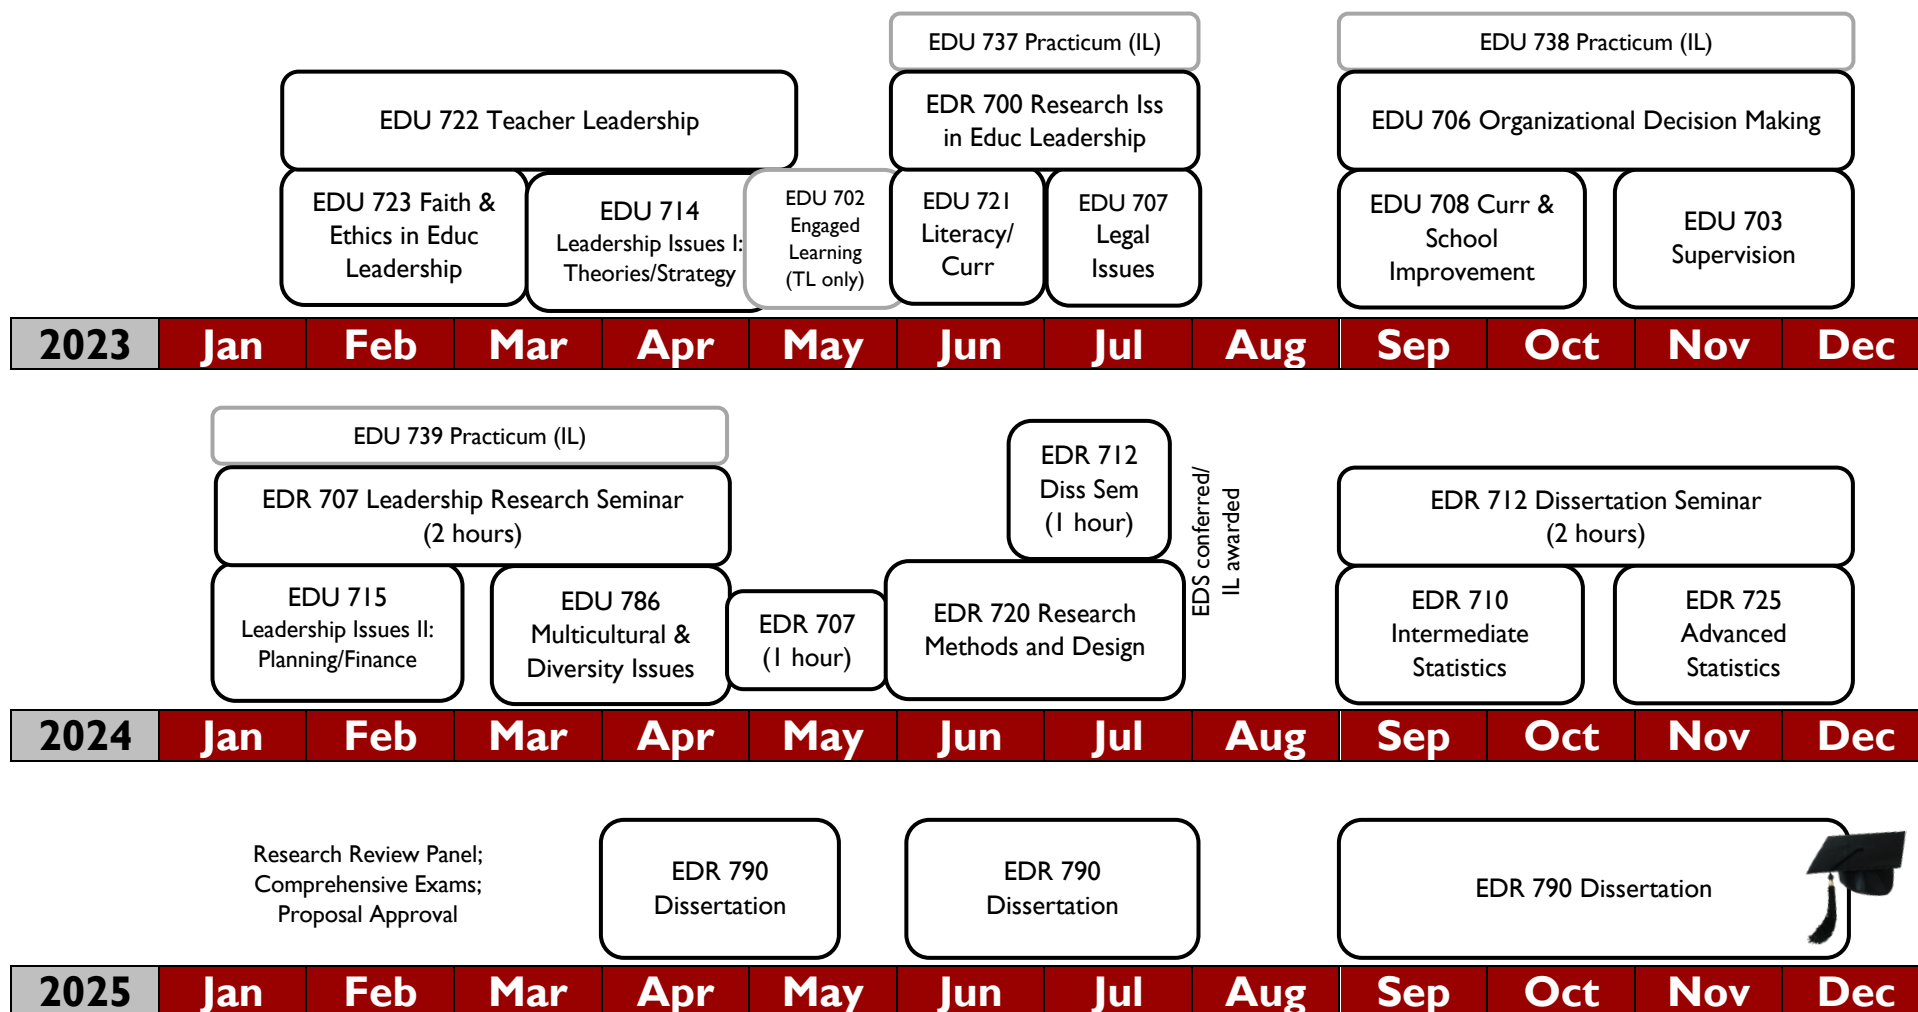 EDU 737 Practicum (IL)
EDU 738 Practicum (IL)
EDU 722 Teacher Leadership
EDR 700 Research Iss
in Educ Leadership
EDU 706 Organizational Decision Making
EDU 723 Faith &
Ethics in Educ
Leadership
EDU 714
Leadership Issues I:
Theories/Strategy
EDU 702
Engaged
Learning
(TL only)
EDU 721
Literacy/
Curr
EDU 707
Legal
Issues
EDU 708 Curr &
School
Improvement
EDU 703
Supervision
2023 Jan Feb Mar Apr May Jun Jul Aug Sep Oct Nov Dec
EDU 739 Practicum (IL)
EDR 707 Leadership Research Seminar
(2 hours)
EDR 712
Diss Sem
(1 hour)
EDS conferred/
IL awarded
EDR 712 Dissertation Seminar
(2 hours)
EDU 715
Leadership Issues II:
Planning/Finance
EDU 786
Multicultural &
Diversity Issues
EDR 707
(1 hour)
EDR 720 Research
Methods and Design
EDR 710
Intermediate
Statistics
EDR 725
Advanced
Statistics
2024 Jan Feb Mar Apr May Jun Jul Aug Sep Oct Nov Dec
Research Review Panel;
Comprehensive Exams;
Proposal Approval
EDR 790
Dissertation
EDR 790
Dissertation
EDR 790 Dissertation
2025 Jan Feb Mar Apr May Jun Jul Aug Sep Oct Nov Dec